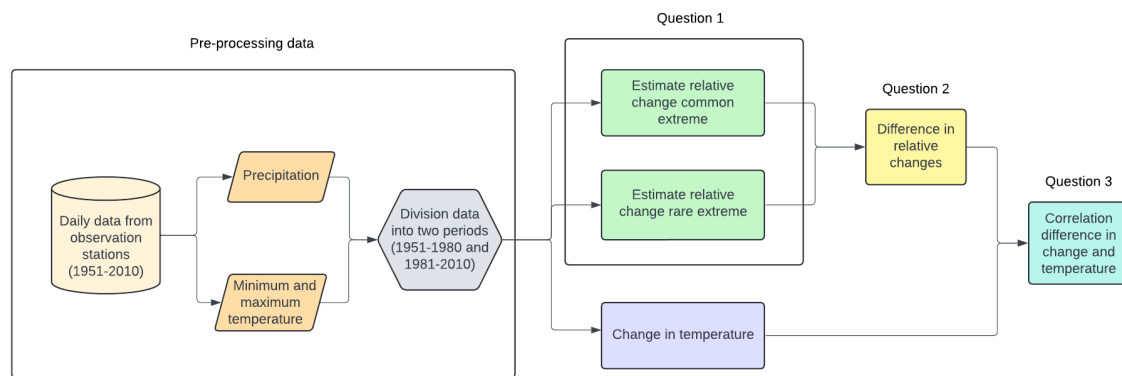 Pre-processing data
Daily data from
observation
stations
(1951-2010)
Precipitation
Minimum and
maximum
temperature
Division data
into two periods
(1951-1980 and
1981-2010)
Question 1
Estimate relative
change common
extreme
Estimate relative
change rare extreme
Change in temperature
Question 2
Difference in
relative
changes
Question 3
Correlation
difference in
change and
temperature